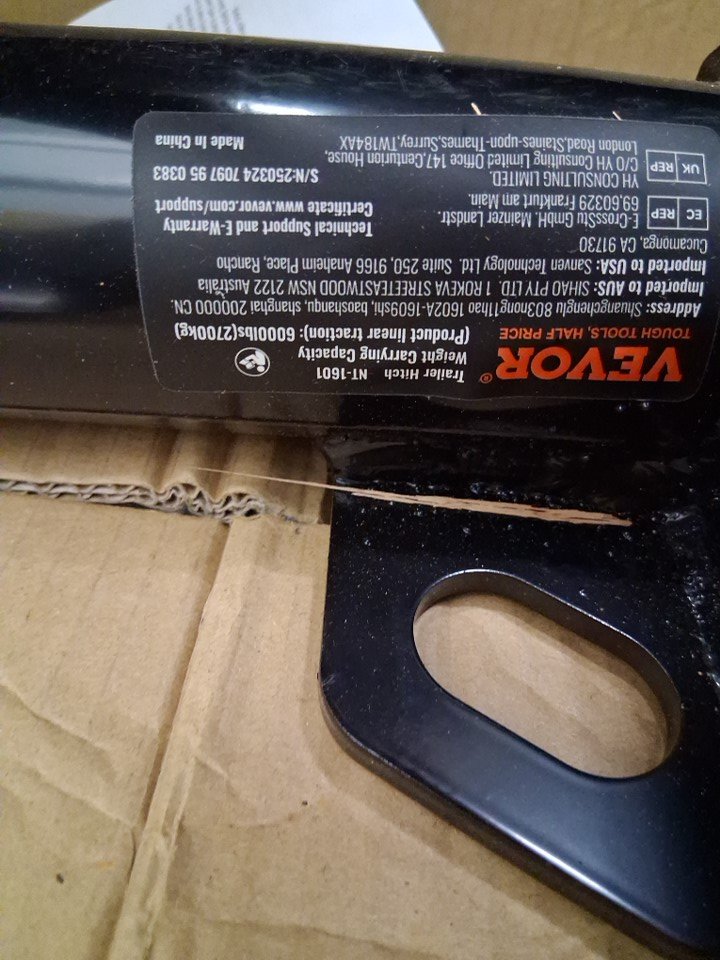 VEVOR®
TOUGH TOOLS, HALF PRICE
Trailer Hitch NT-1601
Weight Carrying Capacity
(Product linear traction): 6000lbs(2700kg)
Address: Shuangchenglu 803nong11hao 1602A-1609shi, baoshanqu, shanghai 200000 CN.
Imported to AUS: SIHAO PTY LTD. 1 ROKEVA STREETEASTWOOD NSW 2122 Australia
Imported to USA: Sanven Technology Ltd. Suite 250, 9166 Anaheim Place, Rancho
Cucamonga, CA 91730
EC REP
E-CrossStu GmbH. Mainzer Landstr.
69,60329 Frankfurt am Main.
UK REP
YH CONSULTING LIMITED.
C/O YH Consulting Limited Office 147,Centurion House,
London Road,Staines-upon-Thames,Surrey,TW184AX
Technical Support and E-Warranty
Certificate www.vevor.com/support
S/N:250324 7097 95 0383
Made In China